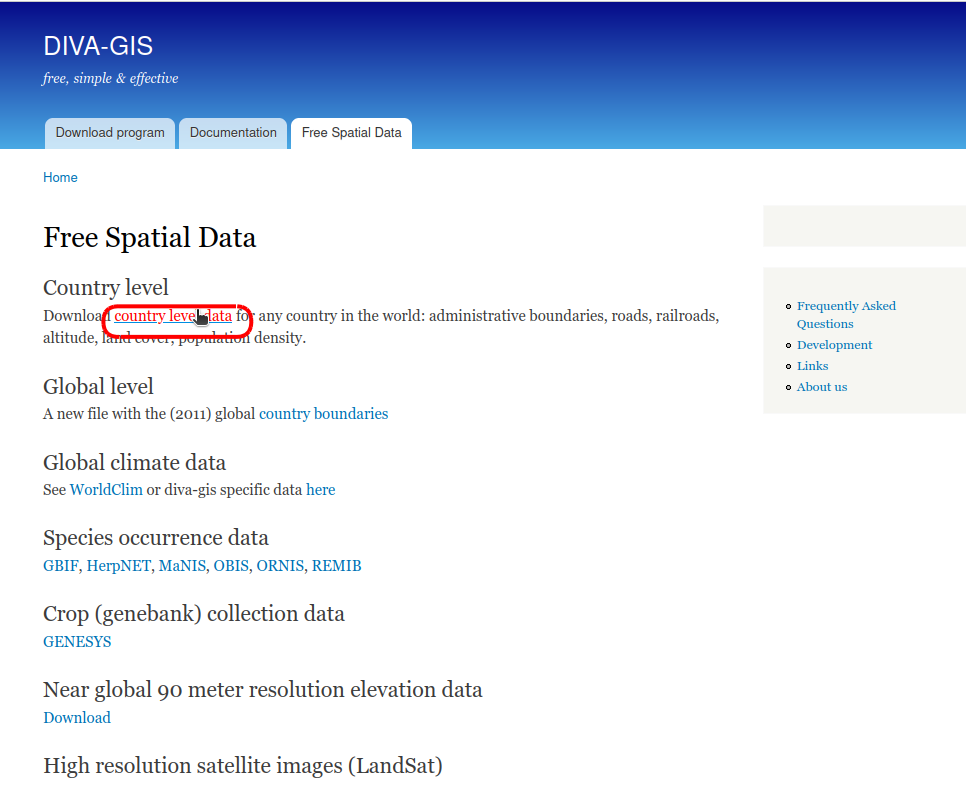 DIVA-GIS
free, simple & effective
Download program
Documentation
Free Spatial Data
Home
Free Spatial Data
Country level
Download country level data for any country in the world: administrative boundaries, roads, railroads,
altitude, land cover, population density.
Global level
A new file with the (2011) global country boundaries
Global climate data
See WorldClim or diva-gis specific data here
Species occurrence data
GBIF, HerpNET, MaNIS, OBIS, ORNIS, REMIB
Crop (genebank) collection data
GENESYS
Near global 90 meter resolution elevation data
Download
High resolution satellite images (LandSat)
Frequently Asked
Questions
Development
Links
About us